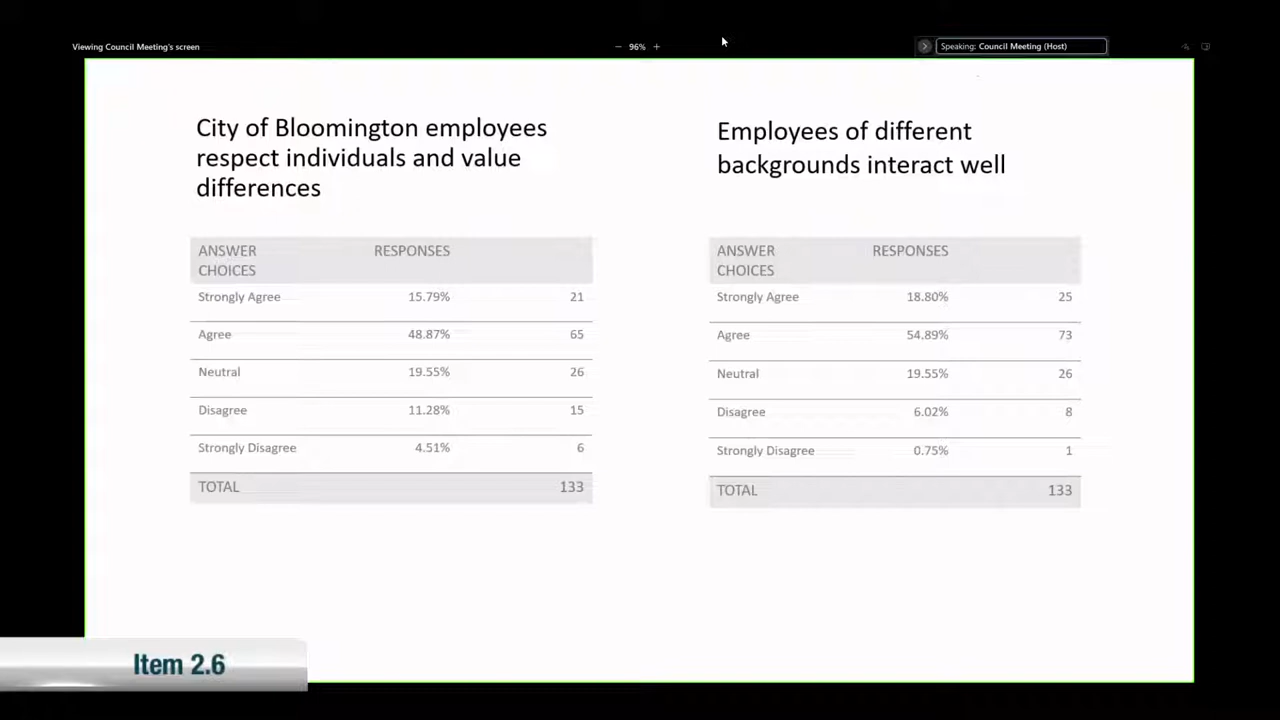 Viewing Council Meeting's screen
− 96% +
Speaking: Council Meeting (Host)
City of Bloomington employees
respect individuals and value
differences
ANSWER CHOICES RESPONSES
Strongly Agree 15.79% 21
Agree 48.87% 65
Neutral 19.55% 26
Disagree 11.28% 15
Strongly Disagree 4.51% 6
TOTAL 133
Employees of different
backgrounds interact well
ANSWER CHOICES RESPONSES
Strongly Agree 18.80% 25
Agree 54.89% 73
Neutral 19.55% 26
Disagree 6.02% 8
Strongly Disagree 0.75% 1
TOTAL 133
Item 2.6